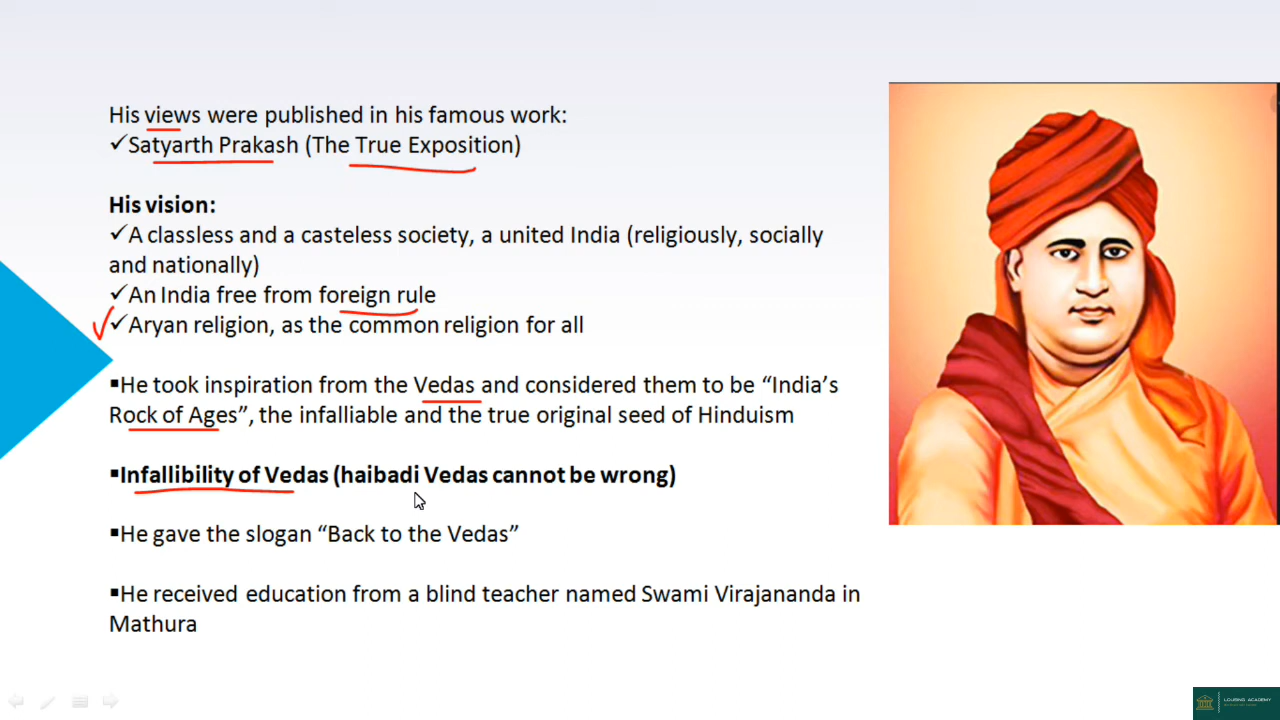 His views were published in his famous work:
✓Satyarth Prakash (The True Exposition)
His vision:
✓A classless and a casteless society, a united India (religiously, socially
and nationally)
✓An India free from foreign rule
✓Aryan religion, as the common religion for all
▪He took inspiration from the Vedas and considered them to be “India’s
Rock of Ages”, the infalliable and the true original seed of Hinduism
▪Infallibility of Vedas (haibadi Vedas cannot be wrong)
▪He gave the slogan “Back to the Vedas”
▪He received education from a blind teacher named Swami Virajananda in
Mathura
LOUSING ACADEMY